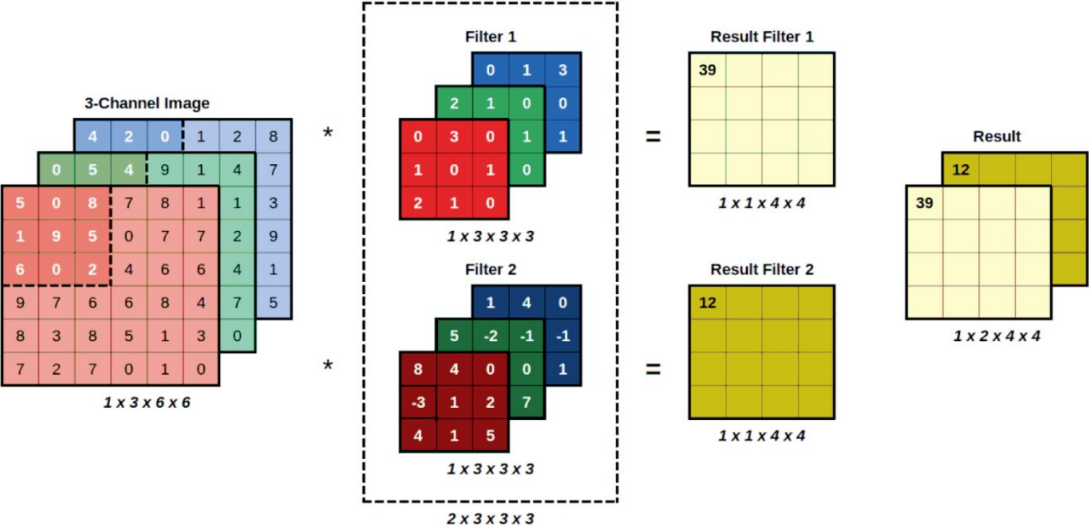 3-Channel Image
4 2 0 1 2 8
0 5 4 9 1 4 7
5 0 8 7 8 1 1 3
1 9 5 0 7 7 2 9
6 0 2 4 6 6 4 1
9 7 6 6 8 4 7 5
8 3 8 5 1 3 0
7 2 7 0 1 0
1 x 3 x 6 x 6
*
*
Filter 1
0 1 3
2 1 0 0
0 3 0 1 1
1 0 1 0
2 1 0
1 x 3 x 3 x 3
Filter 2
1 4 0
5 -2 -1 -1
8 4 0 0 1
-3 1 2 7
4 1 5
1 x 3 x 3 x 3
2 x 3 x 3 x 3
=
=
Result Filter 1
39
1 x 1 x 4 x 4
Result Filter 2
12
1 x 1 x 4 x 4
Result
12
39
1 x 2 x 4 x 4